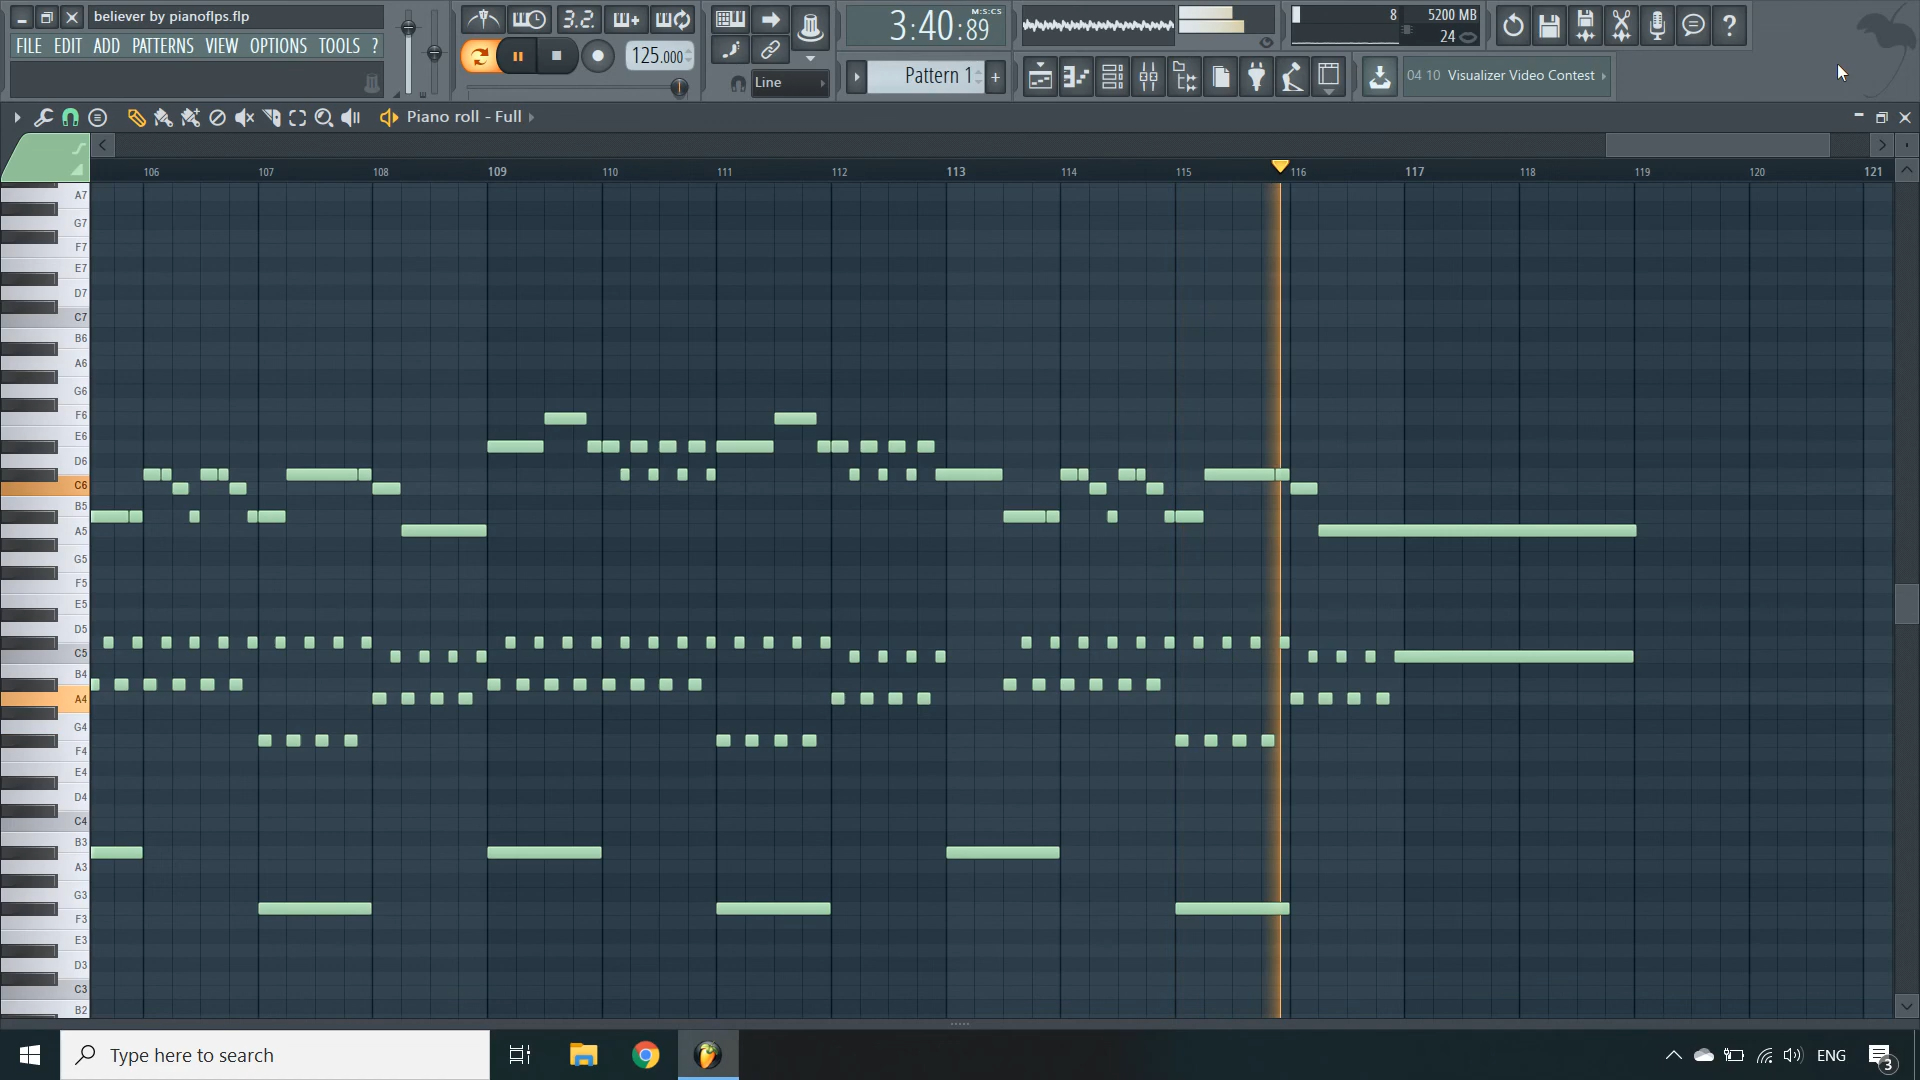 believer by pianoflps.flp
FILE EDIT ADD PATTERNS VIEW OPTIONS TOOLS ?
3.2.
125.000
Line
3:40:89
M:S:CS
Pattern 1
8
5200 MB
24
04 10 Visualizer Video Contest
Piano roll - Full
106 107 108 109 110 111 112 113 114 115 116 117 118 119 120 121
A7
G7
F7
E7
D7
C7
B6
A6
G6
F6
E6
D6
C6
B5
A5
G5
F5
E5
D5
C5
B4
A4
G4
F4
E4
D4
C4
B3
A3
G3
F3
E3
D3
C3
B2
Type here to search
ENG
3